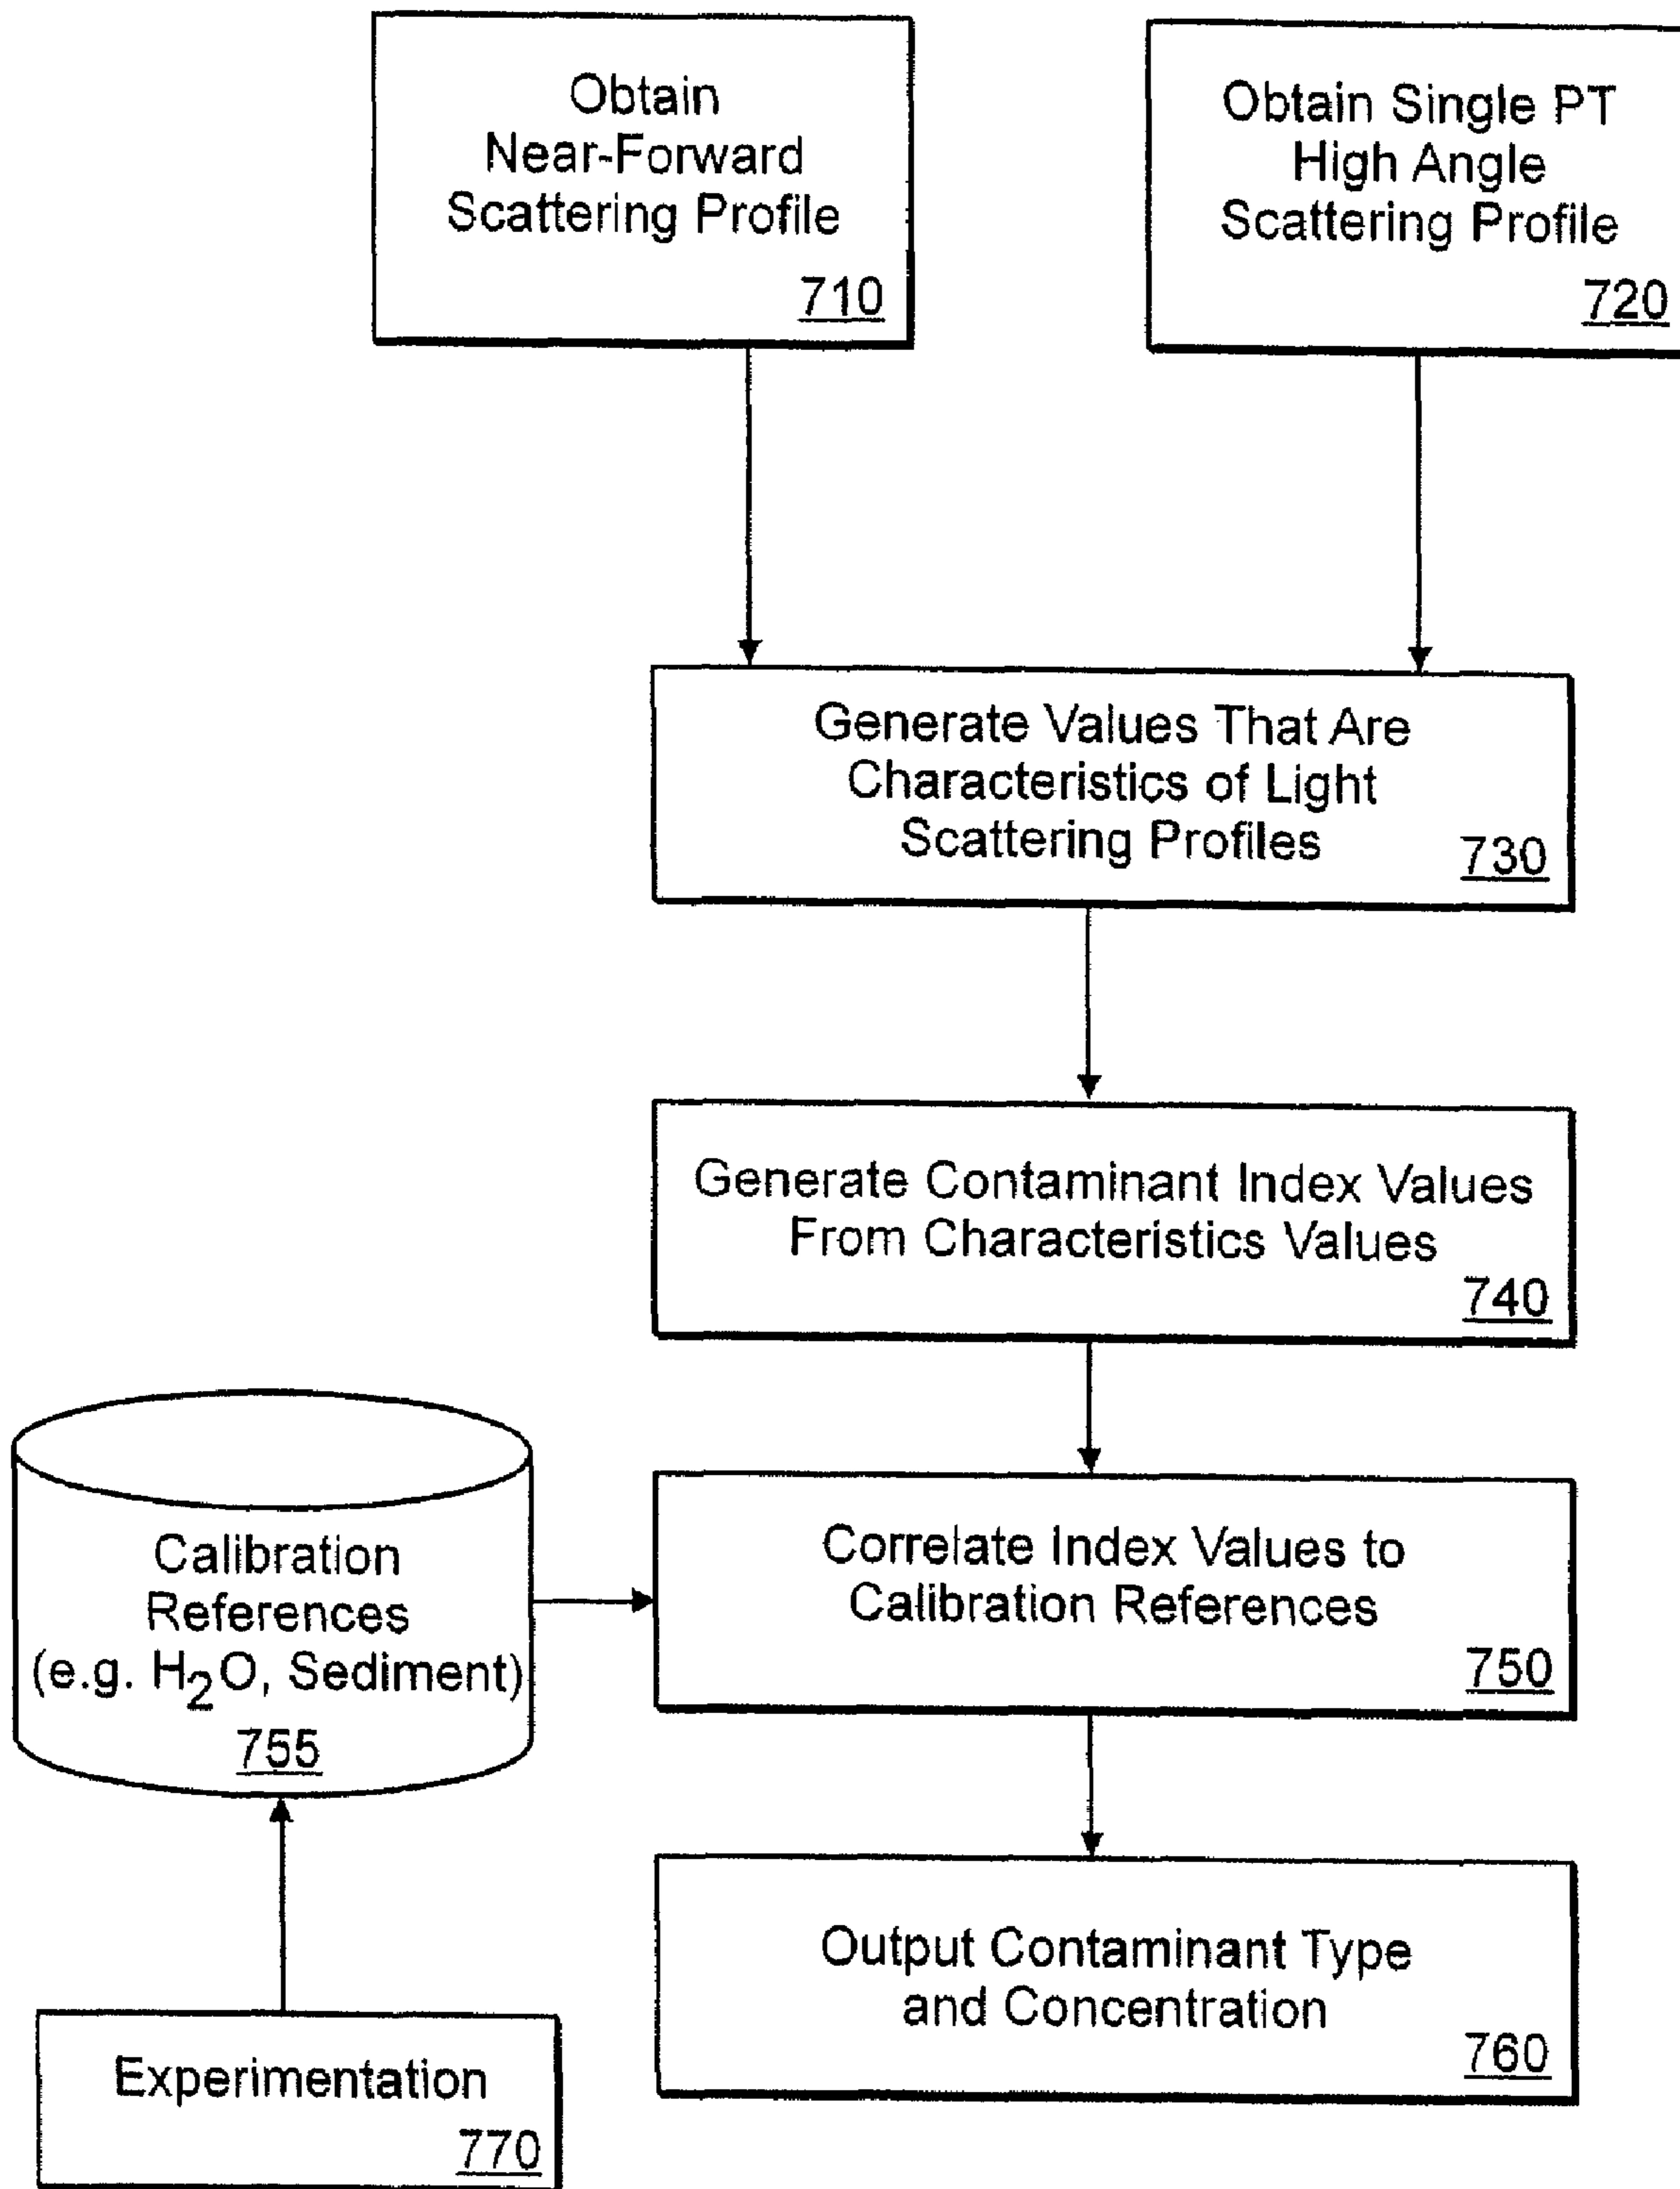 Obtain
Near-Forward
Scattering Profile
710
Obtain Single PT
High Angle
Scattering Profile
720
Generate Values That Are
Characteristics of Light
Scattering Profiles
730
Generate Contaminant Index Values
From Characteristics Values
740
Calibration
References
(e.g. H₂O, Sediment)
755
Correlate Index Values to
Calibration References
750
Output Contaminant Type
and Concentration
760
Experimentation
770